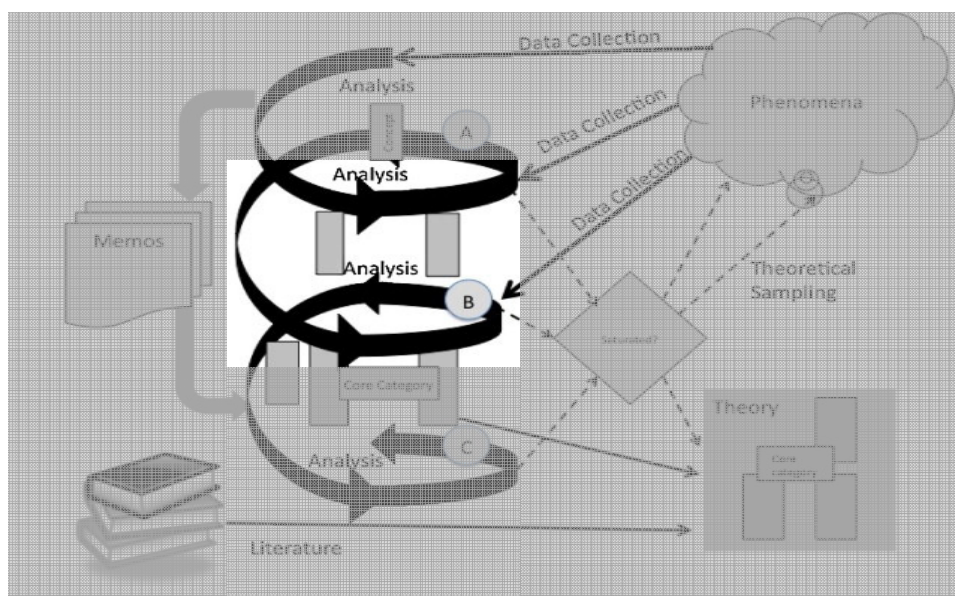 Data Collection
Analysis
Phenomena
Concept
A
Data Collection
Analysis
Data Collection
Memos
Analysis
Theoretical
Sampling
B
Saturated?
Core Category
Theory
C
Core
category
Analysis
Literature